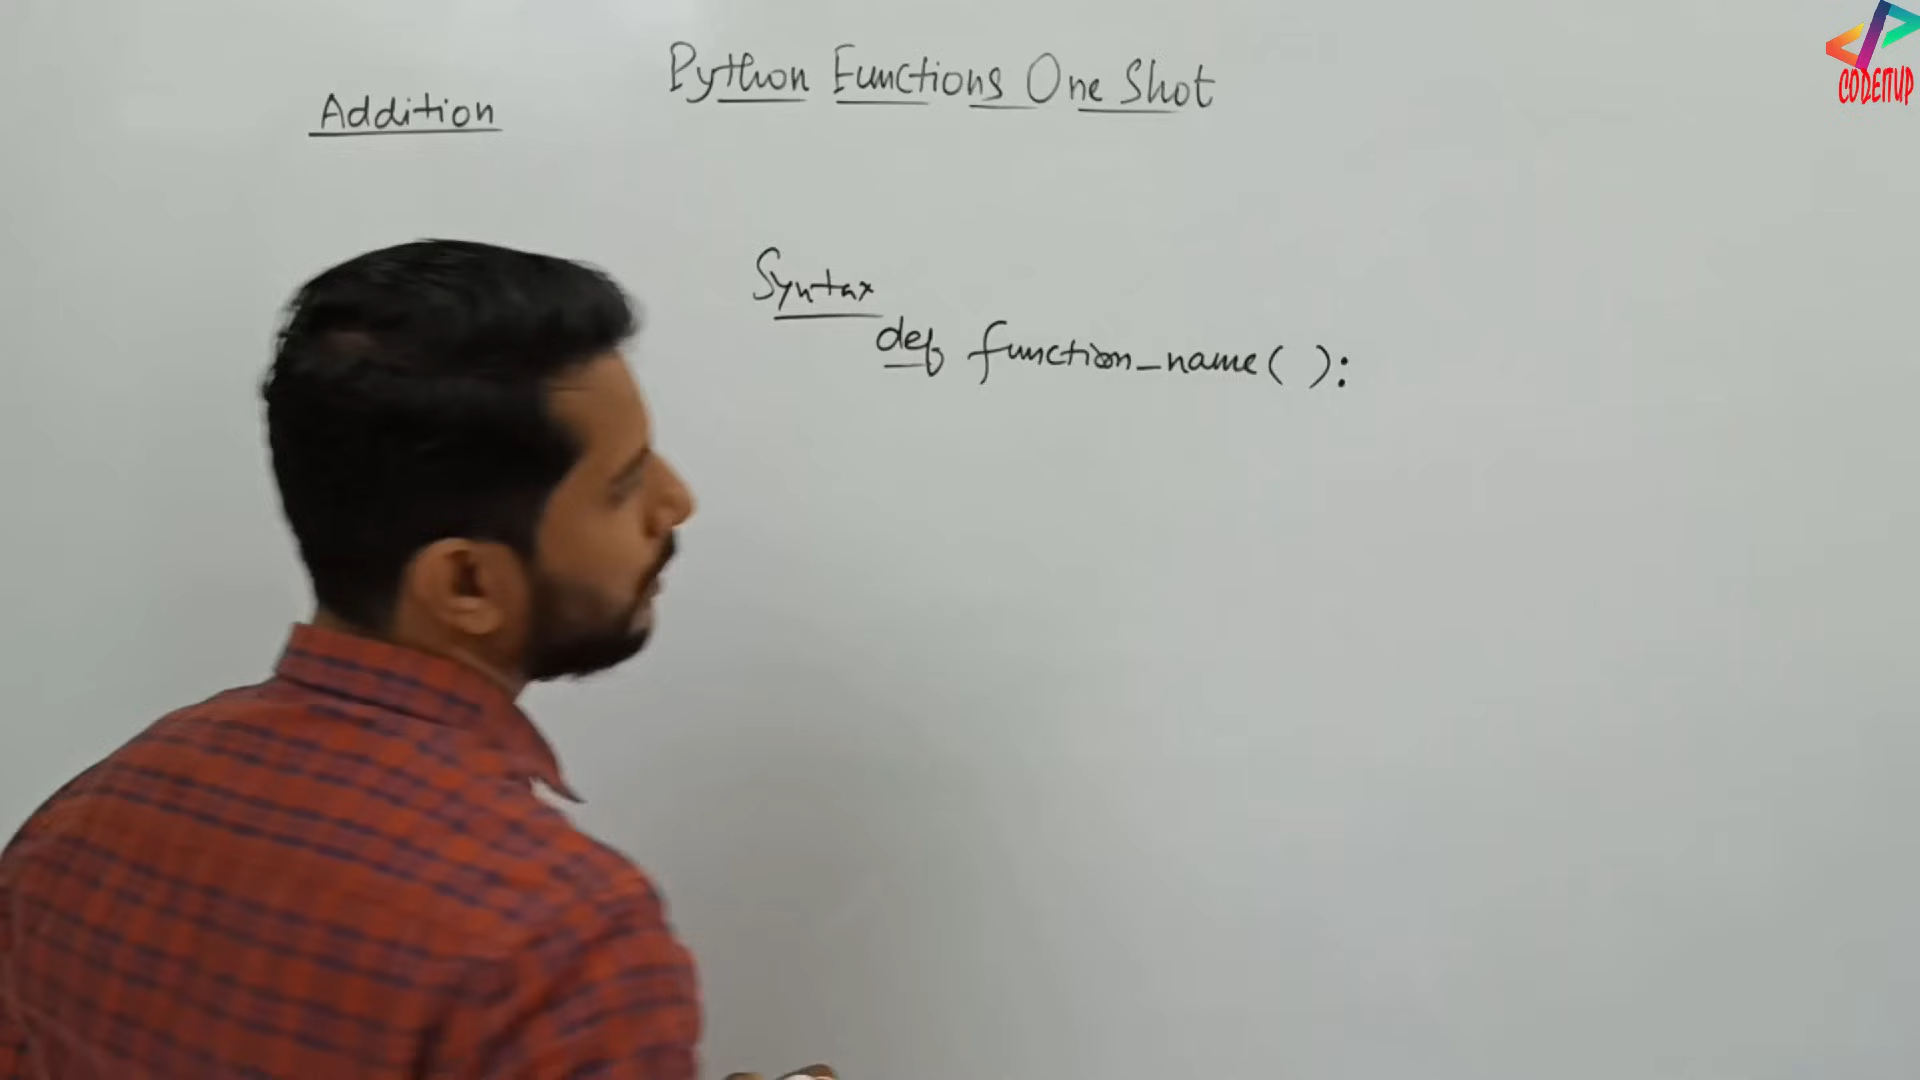 Python Functions One Shot
Addition
Syntax
def function_name( ):
CODEITUP